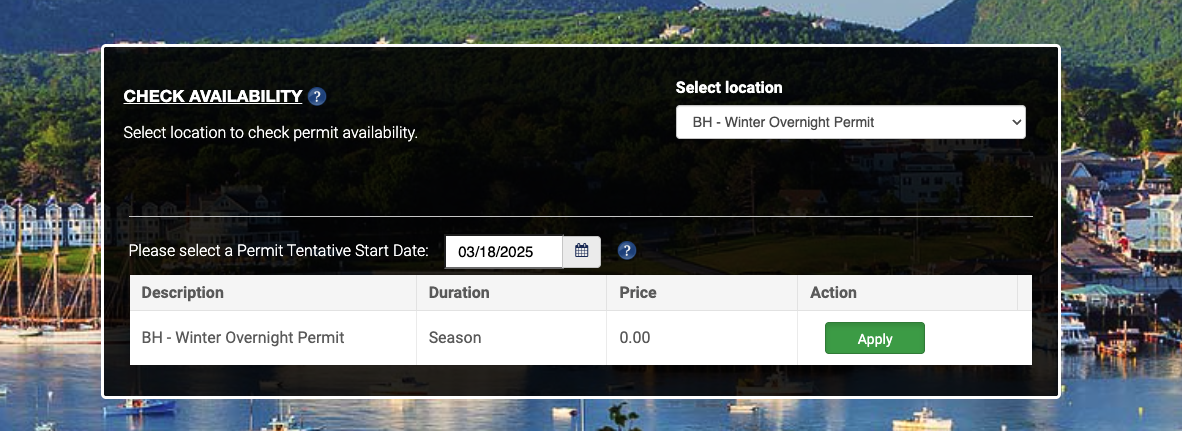 CHECK AVAILABILITY ?
Select location to check permit availability.
Select location
BH - Winter Overnight Permit
Please select a Permit Tentative Start Date: 03/18/2025 ?
Description Duration Price Action
BH - Winter Overnight Permit Season 0.00 Apply